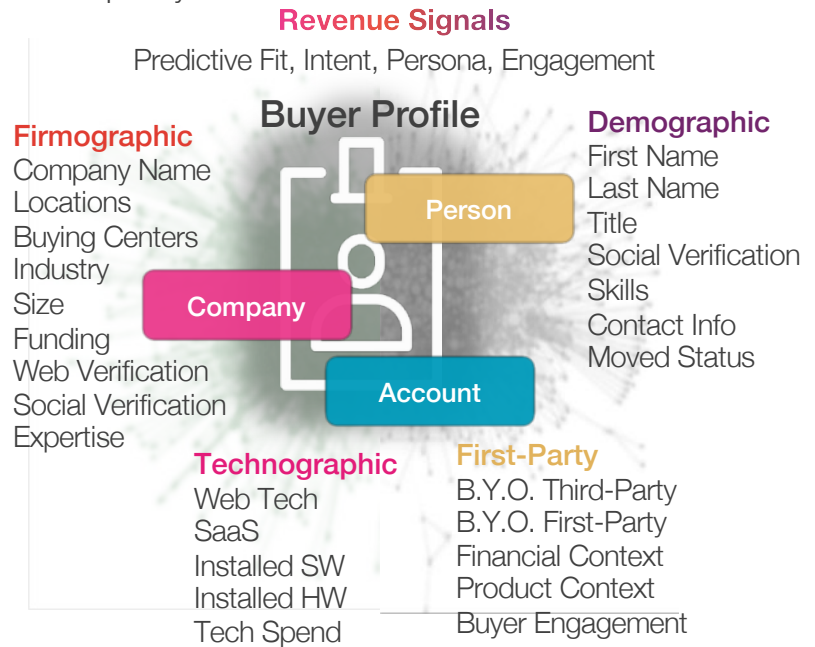 Revenue Signals
Predictive Fit, Intent, Persona, Engagement
Buyer Profile
Firmographic
Company Name
Locations
Buying Centers
Industry
Size
Funding
Web Verification
Social Verification
Expertise
Person
Company
Account
Demographic
First Name
Last Name
Title
Social Verification
Skills
Contact Info
Moved Status
Technographic
Web Tech
SaaS
Installed SW
Installed HW
Tech Spend
First-Party
B.Y.O. Third-Party
B.Y.O. First-Party
Financial Context
Product Context
Buyer Engagement